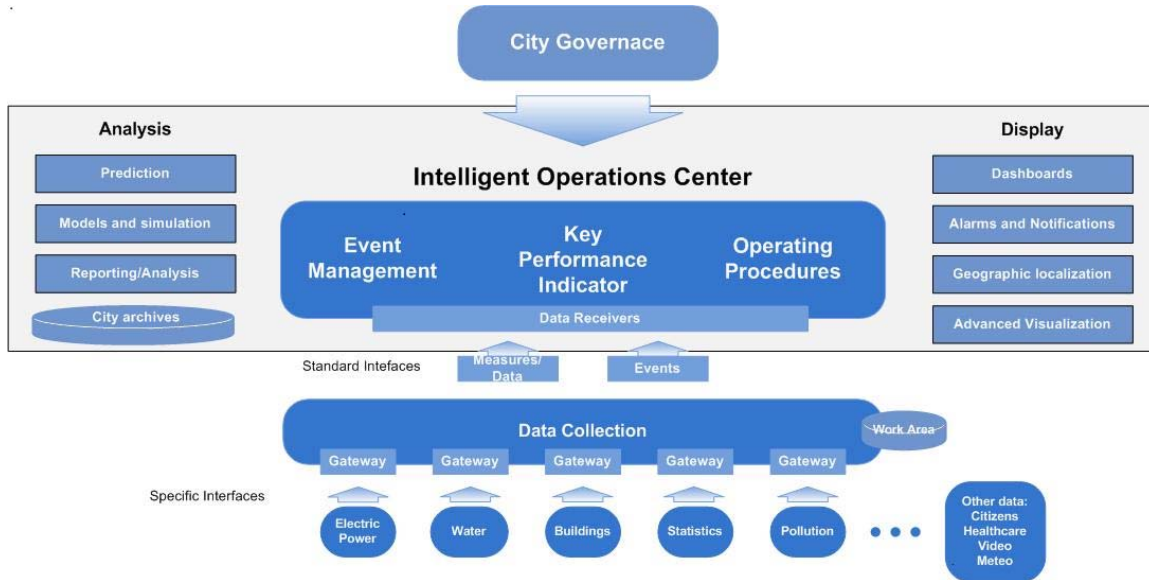 City Governace
Analysis
Prediction
Models and simulation
Reporting/Analysis
City archives
Intelligent Operations Center
Event
Management
Key
Performance
Indicator
Operating
Procedures
Data Receivers
Display
Dashboards
Alarms and Notifications
Geographic localization
Advanced Visualization
Standard Intefaces
Measures/
Data
Events
Data Collection
Work Area
Gateway
Gateway
Gateway
Gateway
Gateway
Specific Interfaces
Electric
Power
Water
Buildings
Statistics
Pollution
Other data:
Citizens
Healthcare
Video
Meteo